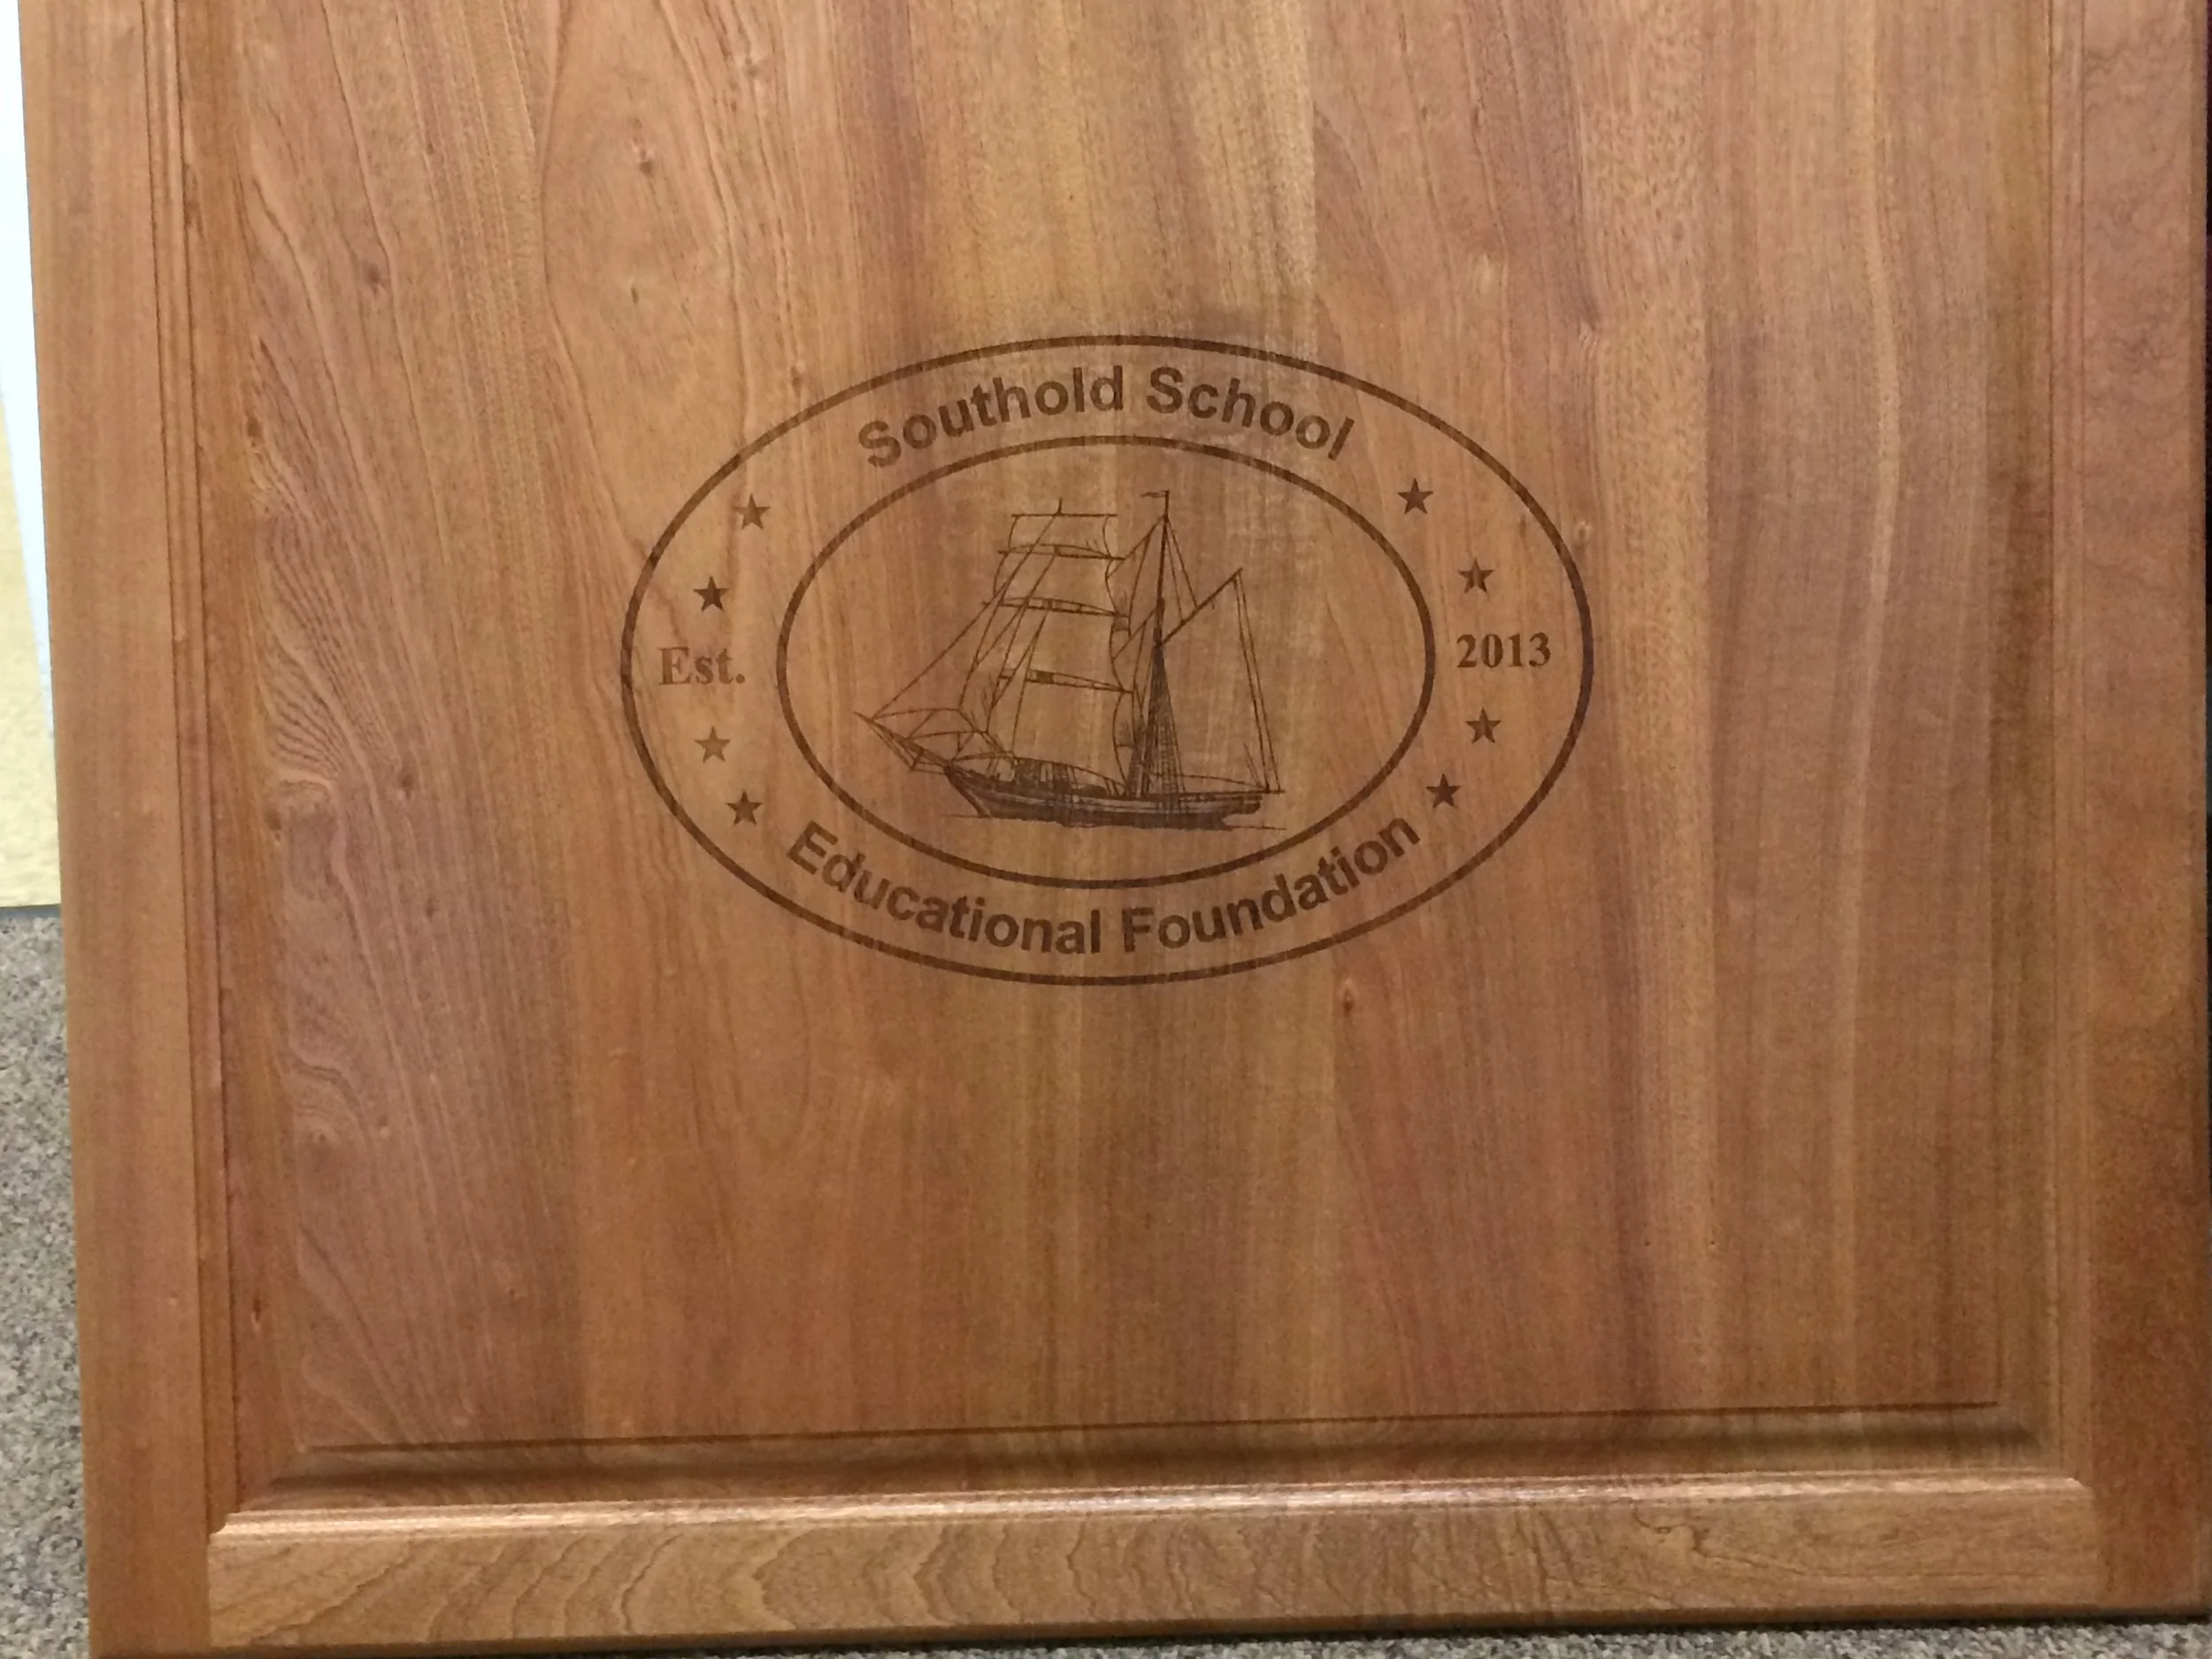 Southold School
Est. 2013
Educational Foundation